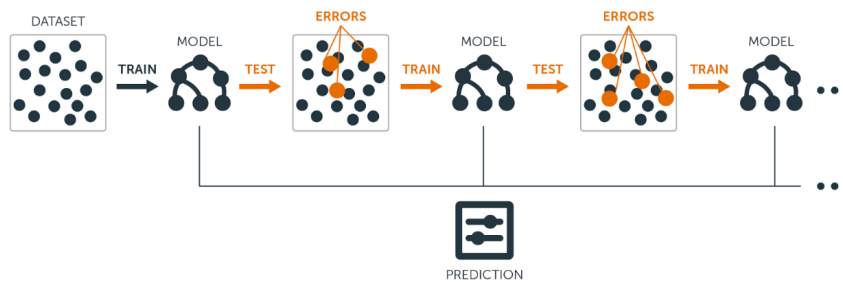 DATASET
MODEL
TRAIN
TEST
ERRORS
TRAIN
MODEL
TEST
ERRORS
TRAIN
MODEL
PREDICTION